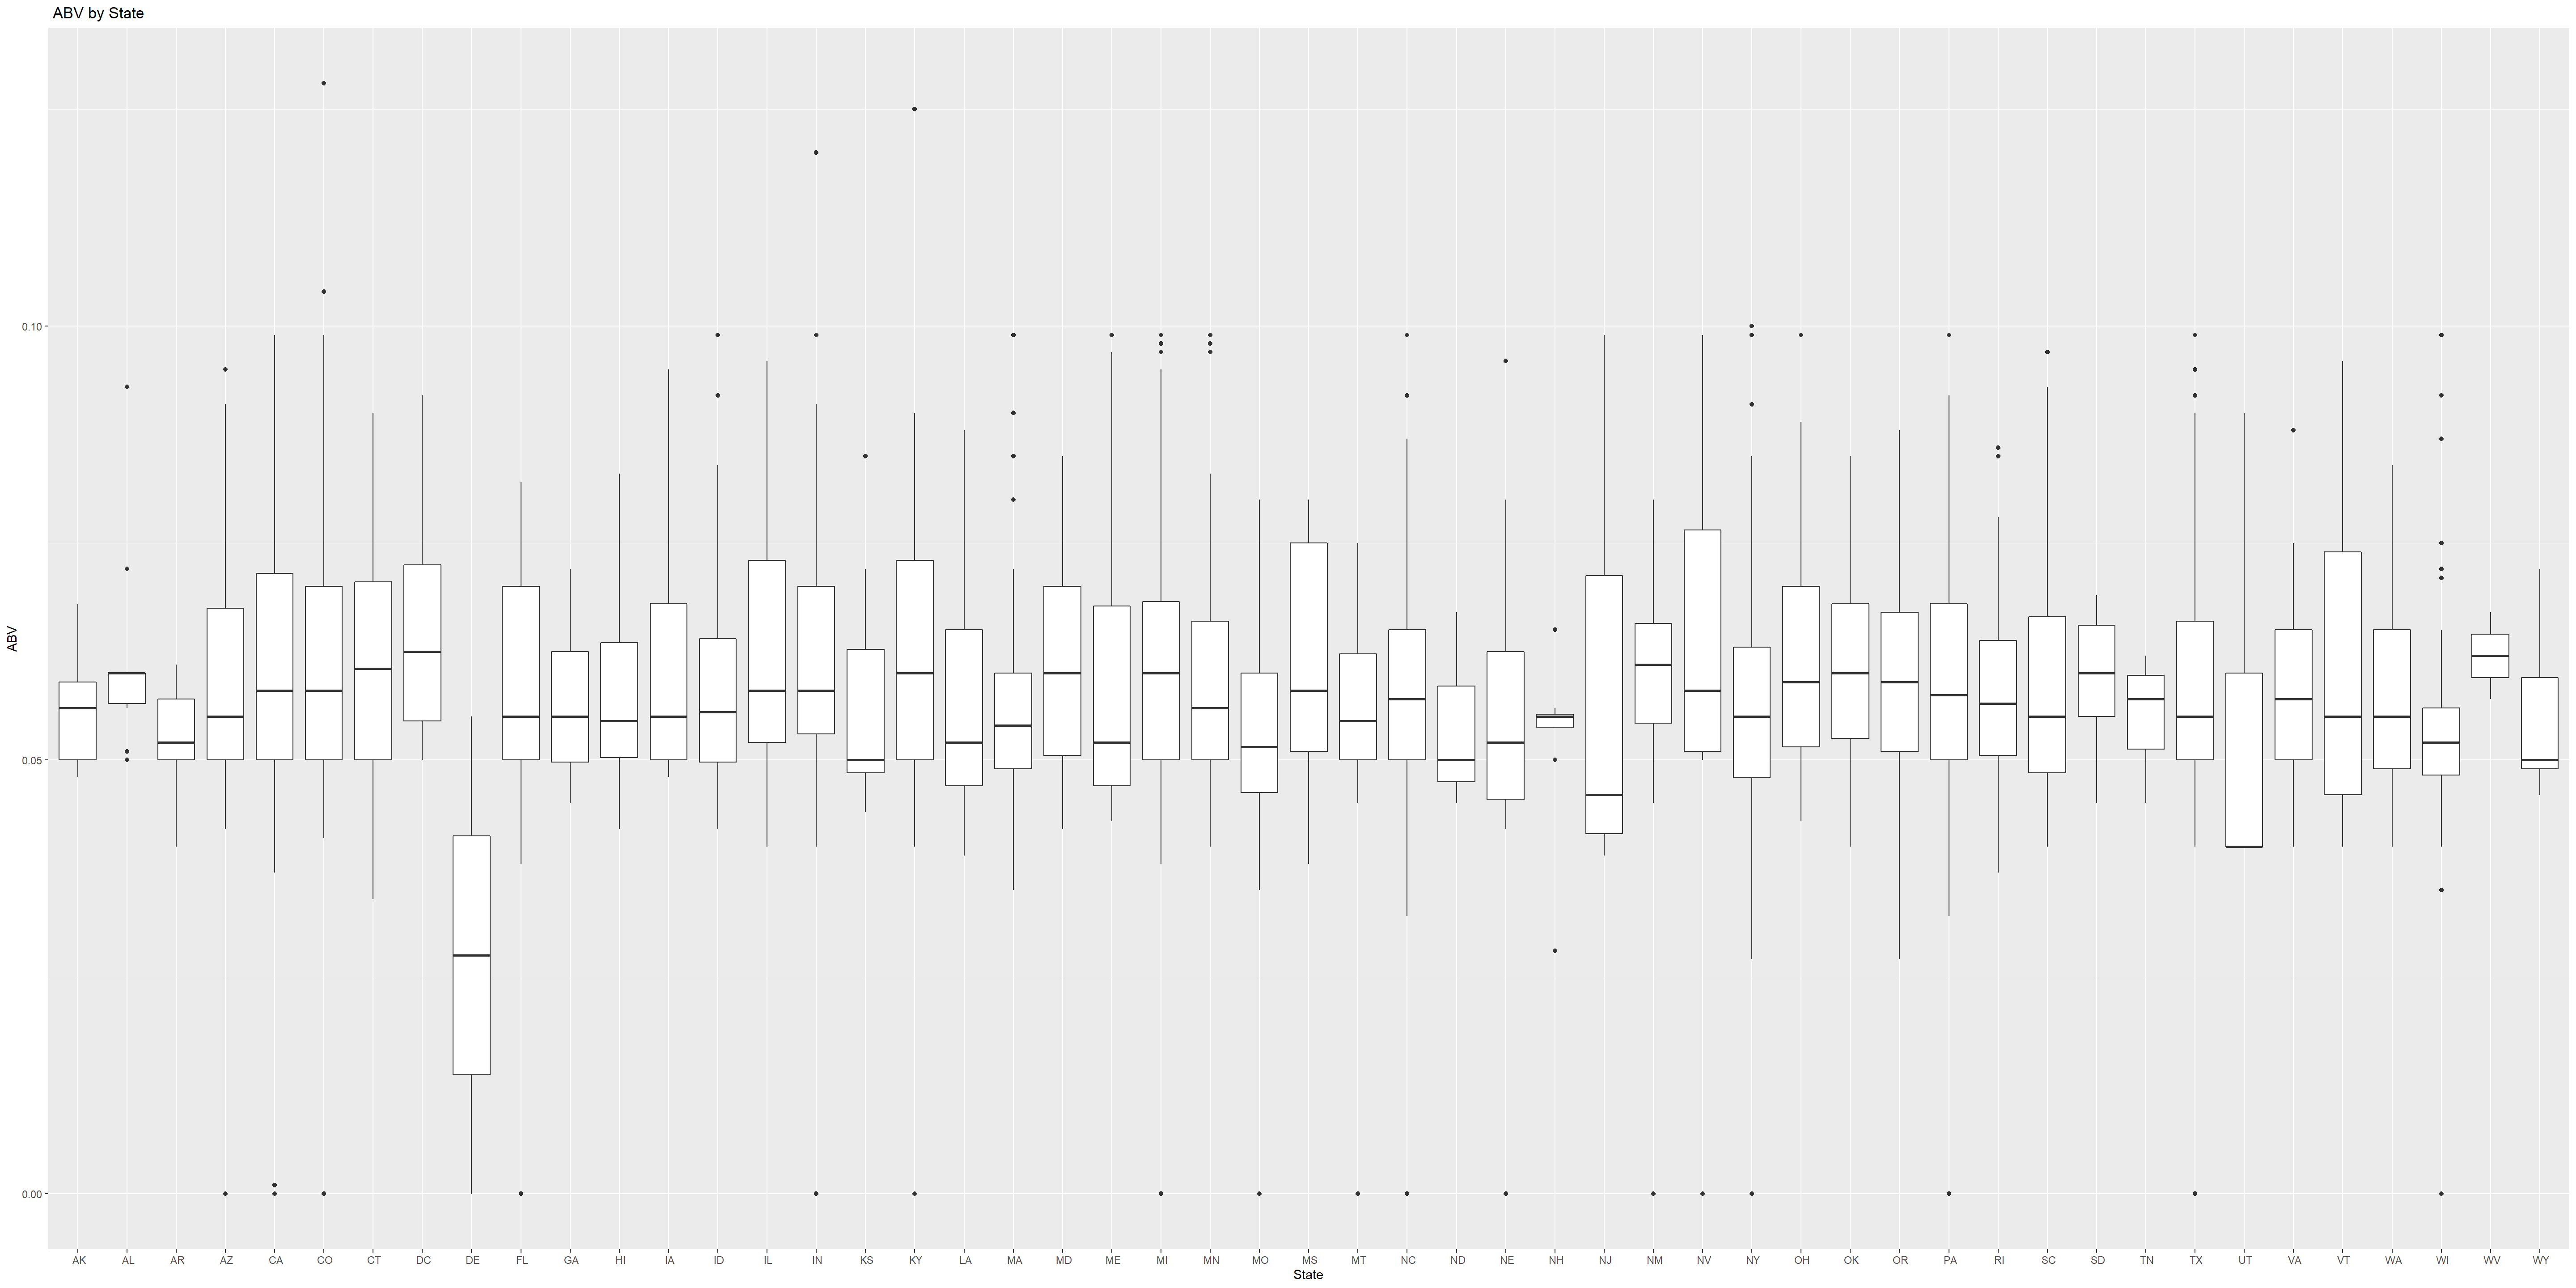 ABV by State
ABV
0.10
0.05
0.00
AK AL AR AZ CA CO CT DC DE FL GA HI IA ID IL IN KS KY LA MA MD ME MI MN MO MS MT NC ND NE NH NJ NM NV NY OH OK OR PA RI SC SD TN TX UT VA VT WA WI WV WY
State